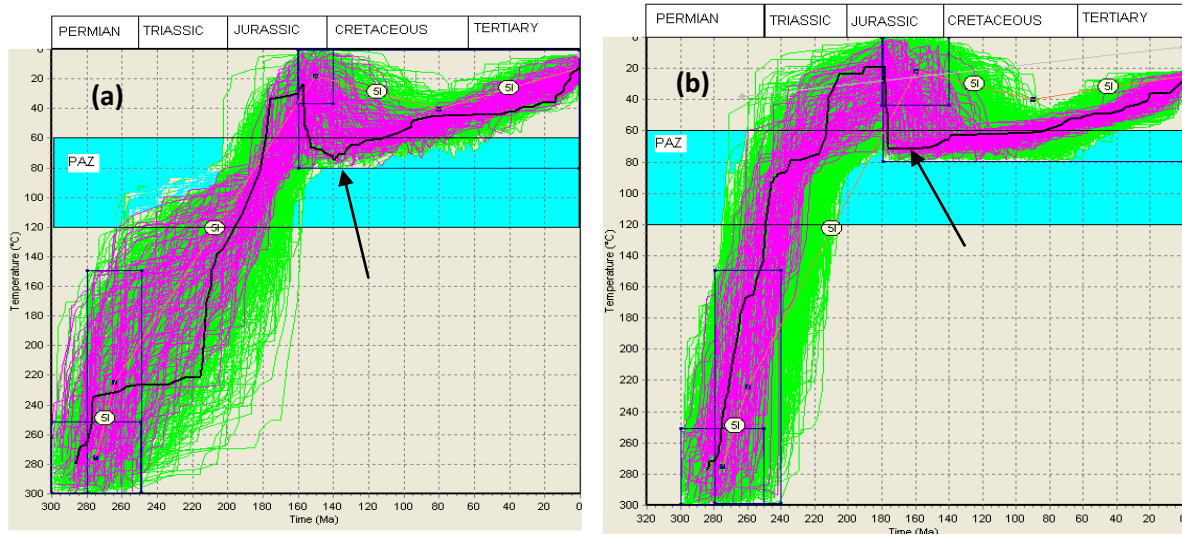 PERMIAN TRIASSIC JURASSIC CRETACEOUS TERTIARY
(a)
PAZ
5I
5I
5I
5I
Temperature (°C)
0
20
40
60
80
100
120
140
160
180
200
220
240
260
280
300
300 280 260 240 220 200 180 160 140 120 100 80 60 40 20 0
Time (Ma)
PERMIAN TRIASSIC JURASSIC CRETACEOUS TERTIARY
(b)
PAZ
5I
5I
5I
5I
Temperature (°C)
0
20
40
60
80
100
120
140
160
180
200
220
240
260
280
300
320 300 280 260 240 220 200 180 160 140 120 100 80 60 40 20 0
Time (Ma)